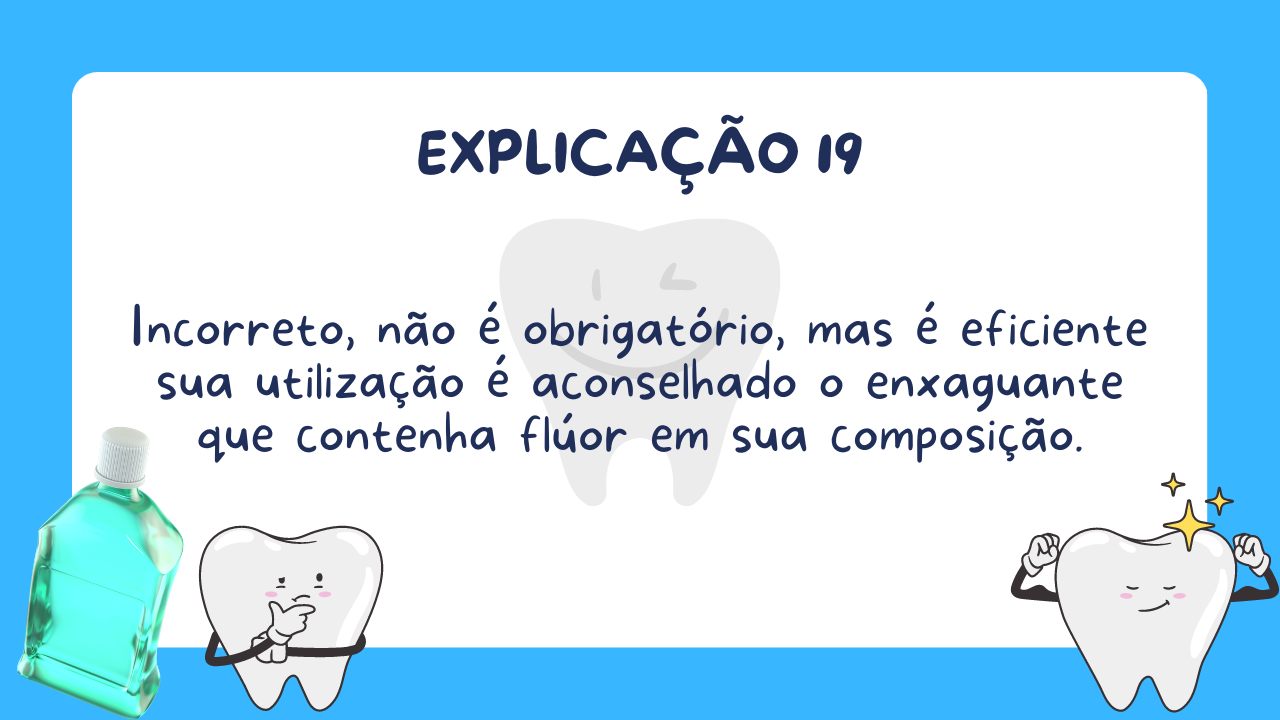 EXPLICAÇÃO 19
Incorreto, não é obrigatório, mas é eficiente
sua utilização é aconselhado o enxaguante
que contenha flúor em sua composição.